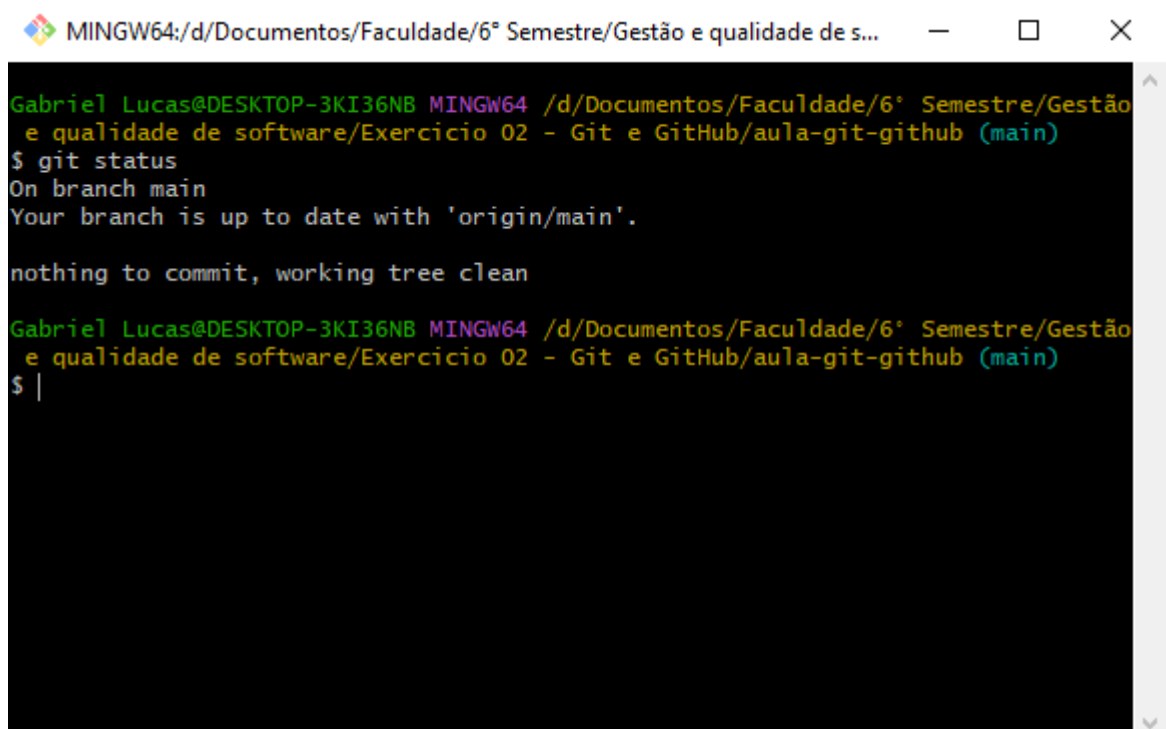 MINGW64:/d/Documentos/Faculdade/6° Semestre/Gestão e qualidade de s...
Gabriel Lucas@DESKTOP-3KI36NB MINGW64 /d/Documentos/Faculdade/6° Semestre/Gestão
e qualidade de software/Exercicio 02 - Git e GitHub/aula-git-github (main)
$ git status
On branch main
Your branch is up to date with 'origin/main'.
nothing to commit, working tree clean
Gabriel Lucas@DESKTOP-3KI36NB MINGW64 /d/Documentos/Faculdade/6° Semestre/Gestão
e qualidade de software/Exercicio 02 - Git e GitHub/aula-git-github (main)
$